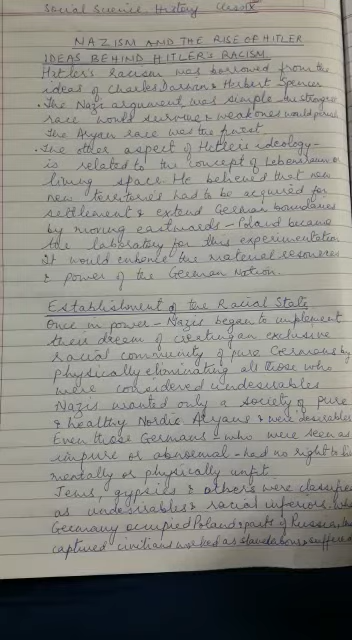 Social Science History Class IX
NAZISM AND THE RISE OF HITLER
IDEAS BEHIND HITLER'S RACISM
Hitler's racism was borrowed from the
ideas of Charles Darwin & Herbert Spencer
• The Nazi argument was simple - the strongest
race would survive & weak ones would perish
The Aryan race was the finest.
• The other aspect of Hitler's ideology -
is related to the concept of Lebensraum or
living space. He believed that new
new territories had to be acquired for
settlement & extend German boundaries
by moving eastwards - Poland became
the laboratory for this experimentation
It would enhance the material resources
& power of the German Nation.
Establishment of the Racial State
Once in power - Nazis began to implement
their dream of creating an exclusive
racial community of pure Germans by
physically eliminating all those who
were considered undesirables
Nazis wanted only a society of pure
& healthy Nordic Aryans & were desirables
Even those Germans - who were seen as
impure or abnormal - had no right to li
mentally or physically unfit
Jews, gypsies & others were classified
as undesirables & racial inferiors.
Germany occupied Poland & parts of Russia
captured civilians worked as slave labour & suffere